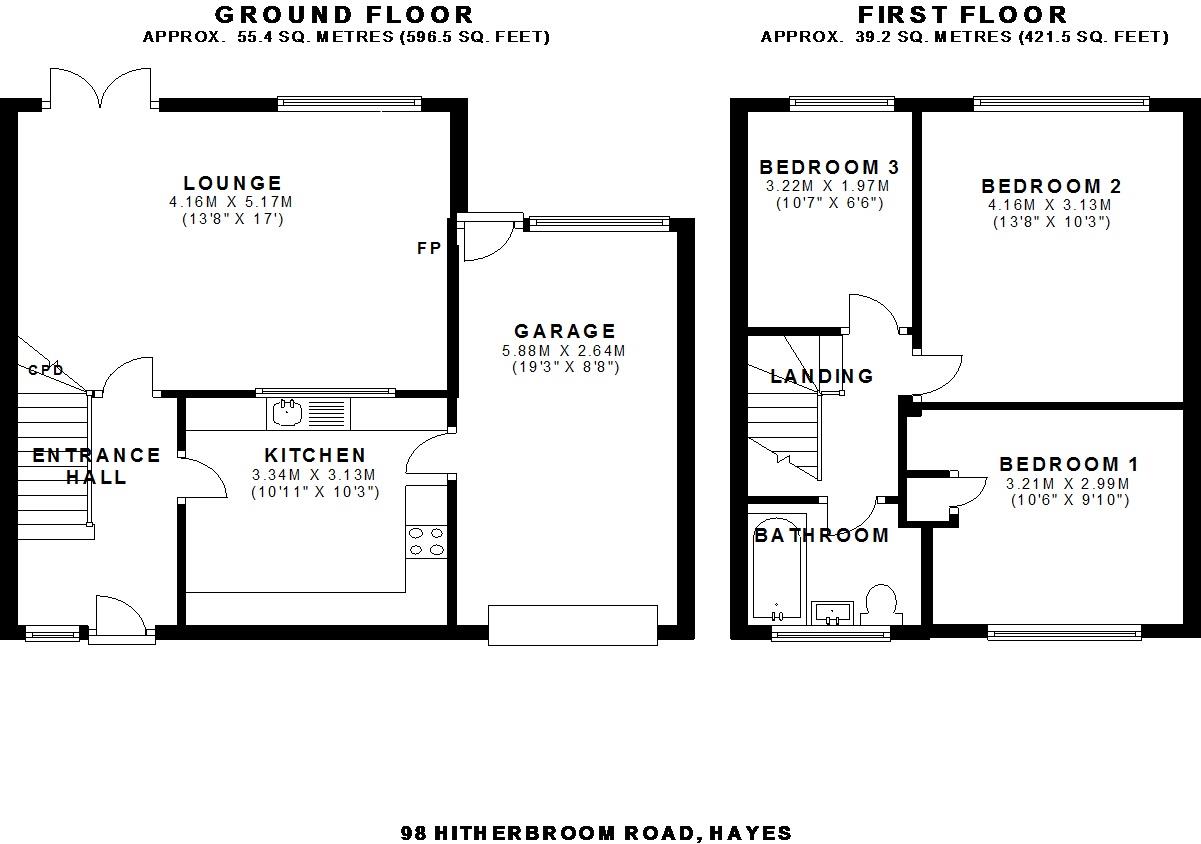 GROUND FLOOR
APPROX. 55.4 SQ. METRES (596.5 SQ. FEET)
LOUNGE
4.16M X 5.17M
(13'8" X 17')
FP
GARAGE
5.88M X 2.64M
(19'3" X 8'8")
CPD
ENTRANCE
HALL
KITCHEN
3.34M X 3.13M
(10'11" X 10'3")
FIRST FLOOR
APPROX. 39.2 SQ. METRES (421.5 SQ. FEET)
BEDROOM 3
3.22M X 1.97M
(10'7" X 6'6")
BEDROOM 2
4.16M X 3.13M
(13'8" X 10'3")
LANDING
BEDROOM 1
3.21M X 2.99M
(10'6" X 9'10")
BATHROOM
98 HITHERBROOM ROAD, HAYES